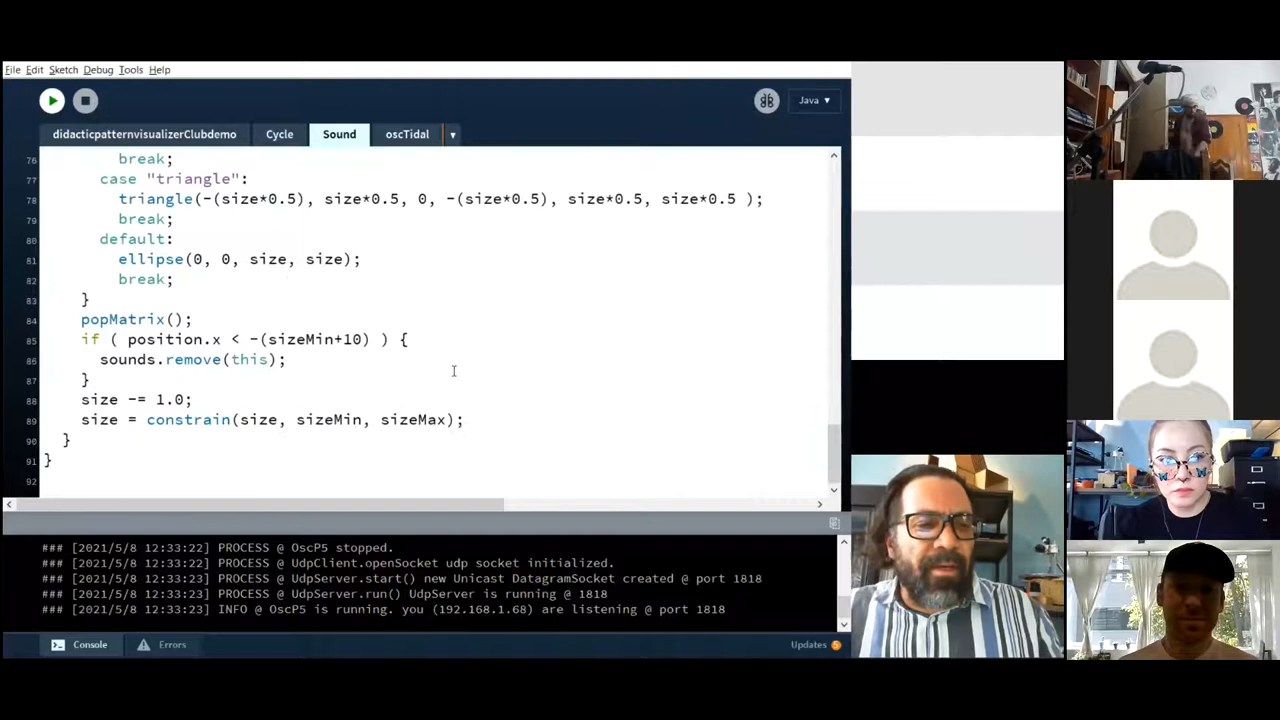 File Edit Sketch Debug Tools Help
Java ▾
didacticpatternvisualizerClubdemo Cycle Sound oscTidal ▾
76 break;
77 case "triangle":
78 triangle(-(size*0.5), size*0.5, 0, -(size*0.5), size*0.5, size*0.5 );
79 break;
80 default:
81 ellipse(0, 0, size, size);
82 break;
83 }
84 popMatrix();
85 if ( position.x < -(sizeMin+10) ) {
86 sounds.remove(this);
87 }
88 size -= 1.0;
89 size = constrain(size, sizeMin, sizeMax);
90 }
91 }
92
### [2021/5/8 12:33:22] PROCESS @ OscP5 stopped.
### [2021/5/8 12:33:22] PROCESS @ UdpClient.openSocket udp socket initialized.
### [2021/5/8 12:33:23] PROCESS @ UdpServer.start() new Unicast DatagramSocket created @ port 1818
### [2021/5/8 12:33:23] PROCESS @ UdpServer.run() UdpServer is running @ 1818
### [2021/5/8 12:33:23] INFO @ OscP5 is running. you (192.168.1.68) are listening @ port 1818
Console Errors Updates 5